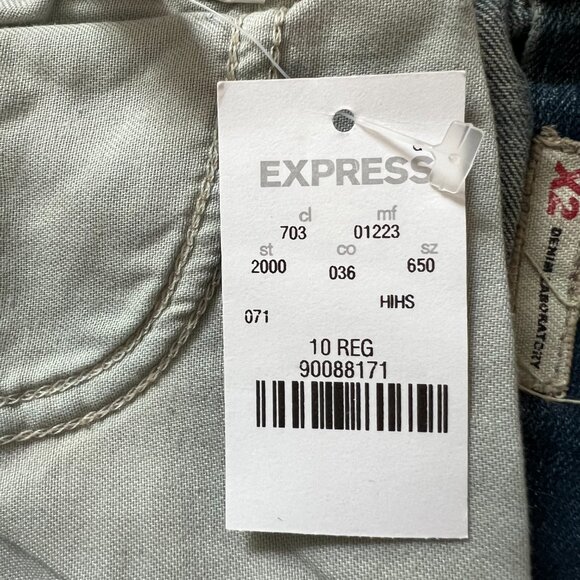 EXPRESS
cl mf
703 01223
st co sz
2000 036 650
HIHS
071
10 REG
90088171
X2
DENIM LABORATORY